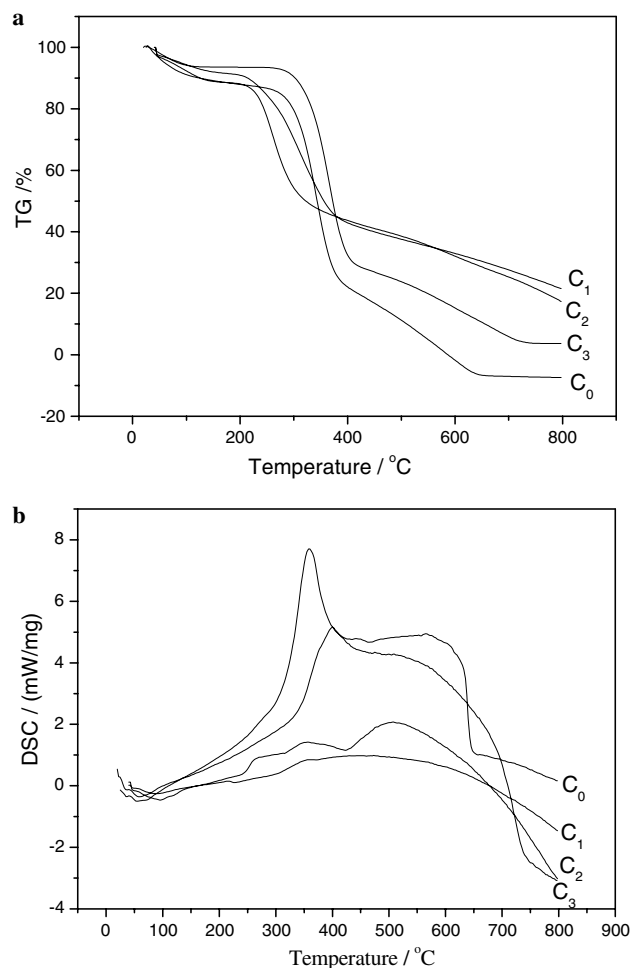 a
100
80
60
40
20
0
-20
TG /%
C₁
C₂
C₃
C₀
0 200 400 600 800
Temperature / °C
b
8
6
4
2
0
-2
-4
DSC / (mW/mg)
C₀
C₁
C₂
C₃
0 100 200 300 400 500 600 700 800 900
Temperature / °C